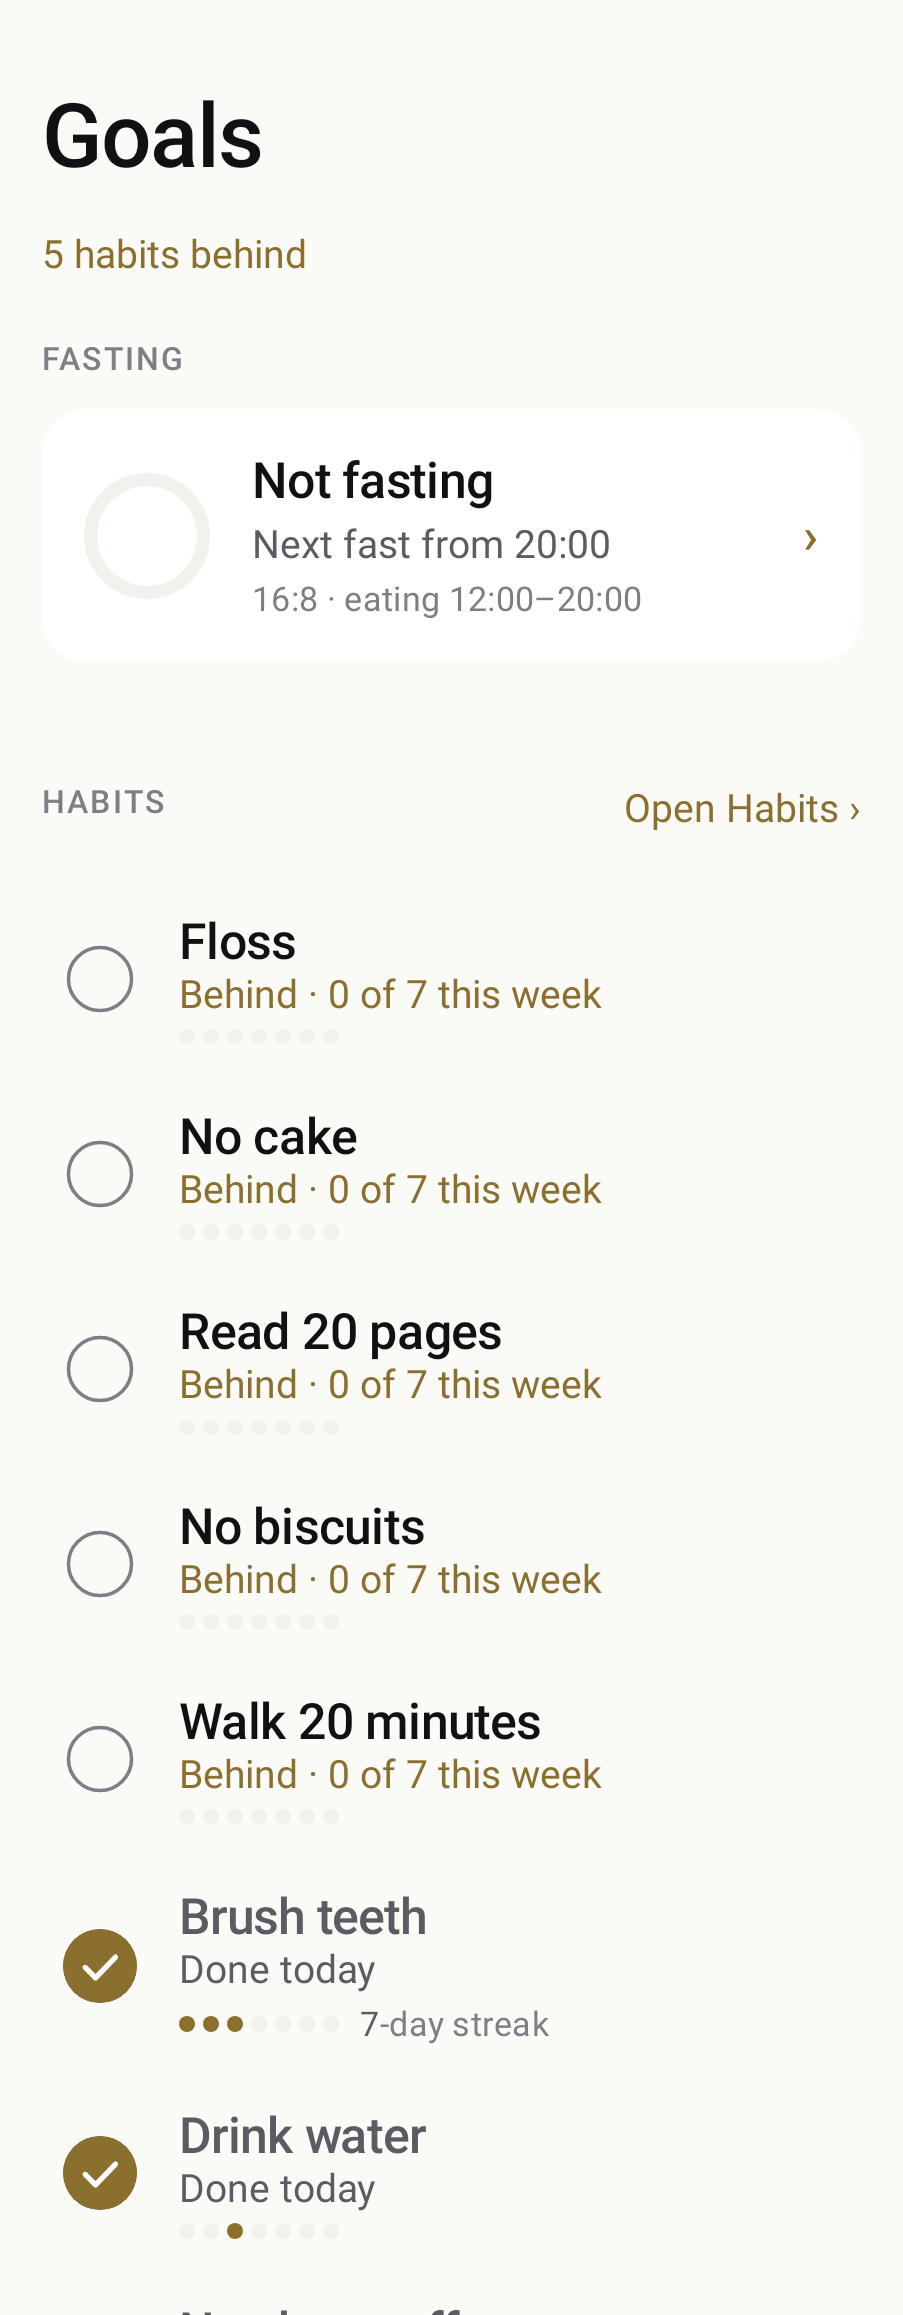 Goals
5 habits behind
FASTING
Not fasting
Next fast from 20:00
16:8 · eating 12:00–20:00
HABITS
Open Habits ›
Floss
Behind · 0 of 7 this week
No cake
Behind · 0 of 7 this week
Read 20 pages
Behind · 0 of 7 this week
No biscuits
Behind · 0 of 7 this week
Walk 20 minutes
Behind · 0 of 7 this week
Brush teeth
Done today
7-day streak
Drink water
Done today